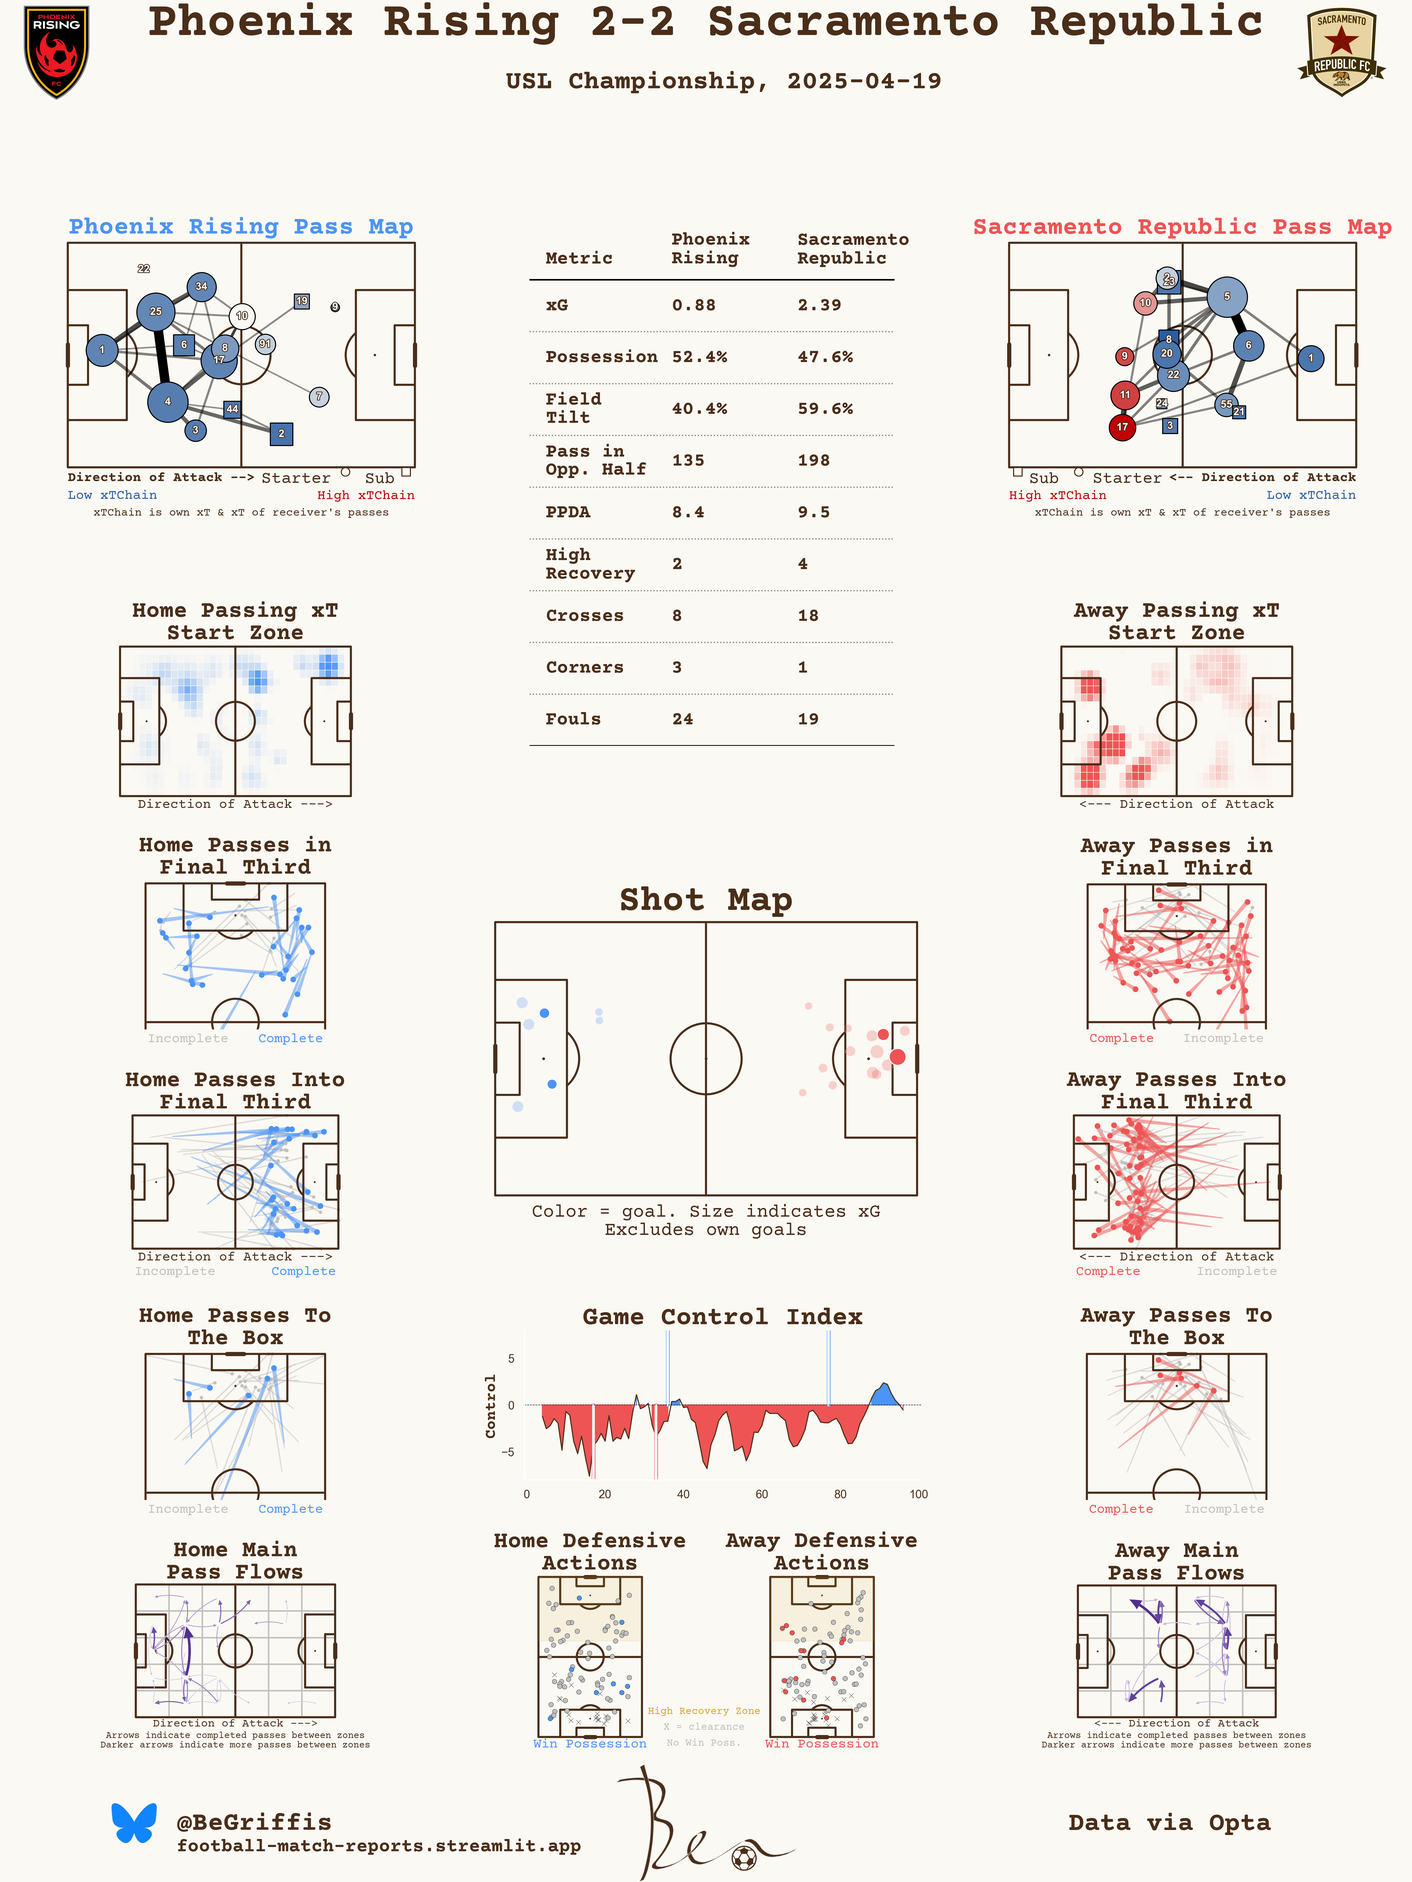 Phoenix Rising 2-2 Sacramento Republic
USL Championship, 2025-04-19
PHOENIX
RISING
FC
SACRAMENTO
REPUBLIC FC
Phoenix Rising Pass Map
22
34
25
10
19
9
1
6
8
17
91
7
4
44
3
2
Direction of Attack --> Starter Sub
Low xTChain High xTChain
xTChain is own xT & xT of receiver's passes
Metric Phoenix Rising Sacramento Republic
xG 0.88 2.39
Possession 52.4% 47.6%
Field Tilt 40.4% 59.6%
Pass in Opp. Half 135 198
PPDA 8.4 9.5
High Recovery 2 4
Crosses 8 18
Corners 3 1
Fouls 24 19
Sacramento Republic Pass Map
2
23
5
10
8
6
9
20
1
22
11
24
55
21
17
3
Sub Starter <-- Direction of Attack
High xTChain Low xTChain
xTChain is own xT & xT of receiver's passes
Home Passing xT
Start Zone
Direction of Attack --->
Away Passing xT
Start Zone
<--- Direction of Attack
Home Passes in
Final Third
Incomplete Complete
Away Passes in
Final Third
Complete Incomplete
Shot Map
Color = goal. Size indicates xG
Excludes own goals
Home Passes Into
Final Third
Direction of Attack --->
Incomplete Complete
Away Passes Into
Final Third
<--- Direction of Attack
Complete Incomplete
Home Passes To
The Box
Incomplete Complete
Game Control Index
Control
5
0
−5
0 20 40 60 80 100
Away Passes To
The Box
Complete Incomplete
Home Main
Pass Flows
Direction of Attack --->
Arrows indicate completed passes between zones
Darker arrows indicate more passes between zones
Home Defensive
Actions
Win Possession
High Recovery Zone
X = clearance
No Win Poss.
Away Defensive
Actions
Win Possession
Away Main
Pass Flows
<--- Direction of Attack
Arrows indicate completed passes between zones
Darker arrows indicate more passes between zones
@BeGriffis
football-match-reports.streamlit.app
Ben
Data via Opta